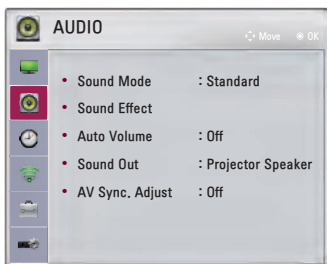 AUDIO
Move OK
• Sound Mode : Standard
• Sound Effect
• Auto Volume : Off
• Sound Out : Projector Speaker
• AV Sync. Adjust : Off